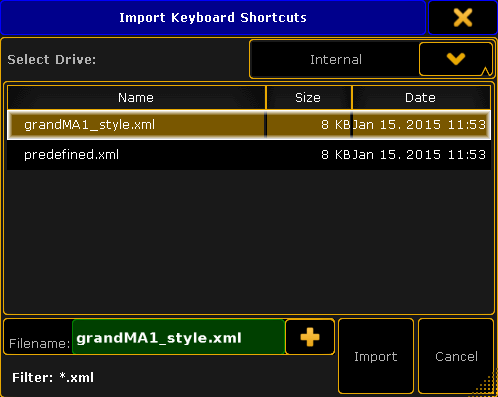 Import Keyboard Shortcuts
Select Drive: Internal
Name Size Date
grandMA1_style.xml 8 KB Jan 15. 2015 11:53
predefined.xml 8 KB Jan 15. 2015 11:53
Filename: grandMA1_style.xml Import Cancel
Filter: *.xml